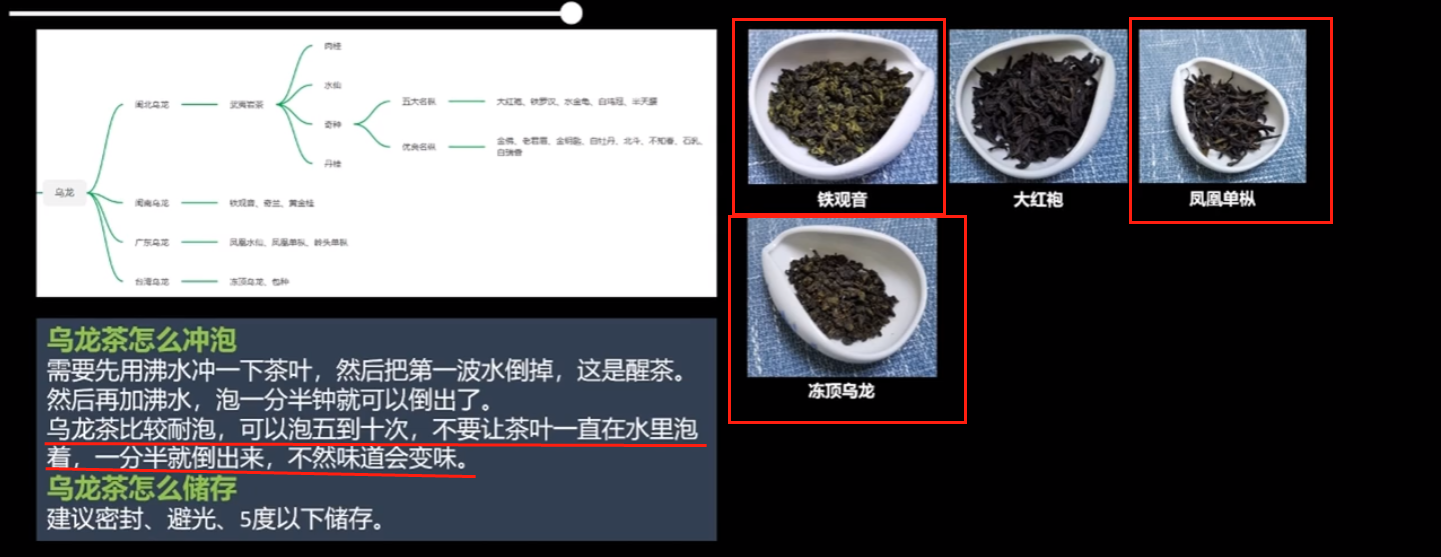 肉桂
水仙
闽北乌龙
武夷岩茶
五大名枞
大红袍、铁罗汉、水金龟、白鸡冠、半天腰
奇种
优良名枞
金佛、老君眉、金钥匙、白牡丹、北斗、不知春、石乳、
白瑞香
丹桂
乌龙
闽南乌龙
铁观音、奇兰、黄金桂
广东乌龙
凤凰水仙、凤凰单枞、岭头单枞
台湾乌龙
冻顶乌龙、包种
铁观音
大红袍
凤凰单枞
冻顶乌龙
乌龙茶怎么冲泡
需要先用沸水冲一下茶叶，然后把第一波水倒掉，这是醒茶。
然后再加沸水，泡一分半钟就可以倒出了。
乌龙茶比较耐泡，可以泡五到十次，不要让茶叶一直在水里泡
着，一分半就倒出来，不然味道会变味。
乌龙茶怎么储存
建议密封、避光、5度以下储存。